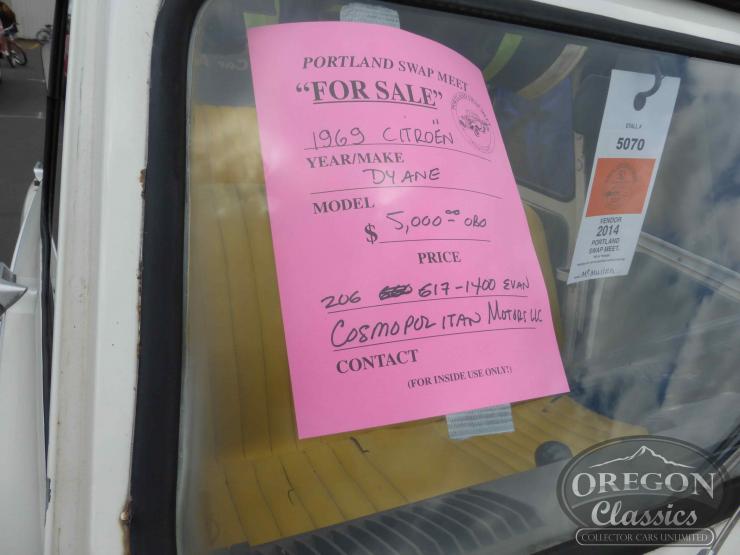 PORTLAND SWAP MEET
"FOR SALE"
1969 CITROËN
YEAR/MAKE
DYANE
MODEL
$ 5,000.00 OBO
PRICE
206 617-1400 EVAN
COSMOPOLITAN MOTORS LLC
CONTACT
(FOR INSIDE USE ONLY!)
STALL #
5070
VENDOR
2014
PORTLAND
SWAP MEET
McMullen
OREGON
Classics
COLLECTOR CARS UNLIMITED